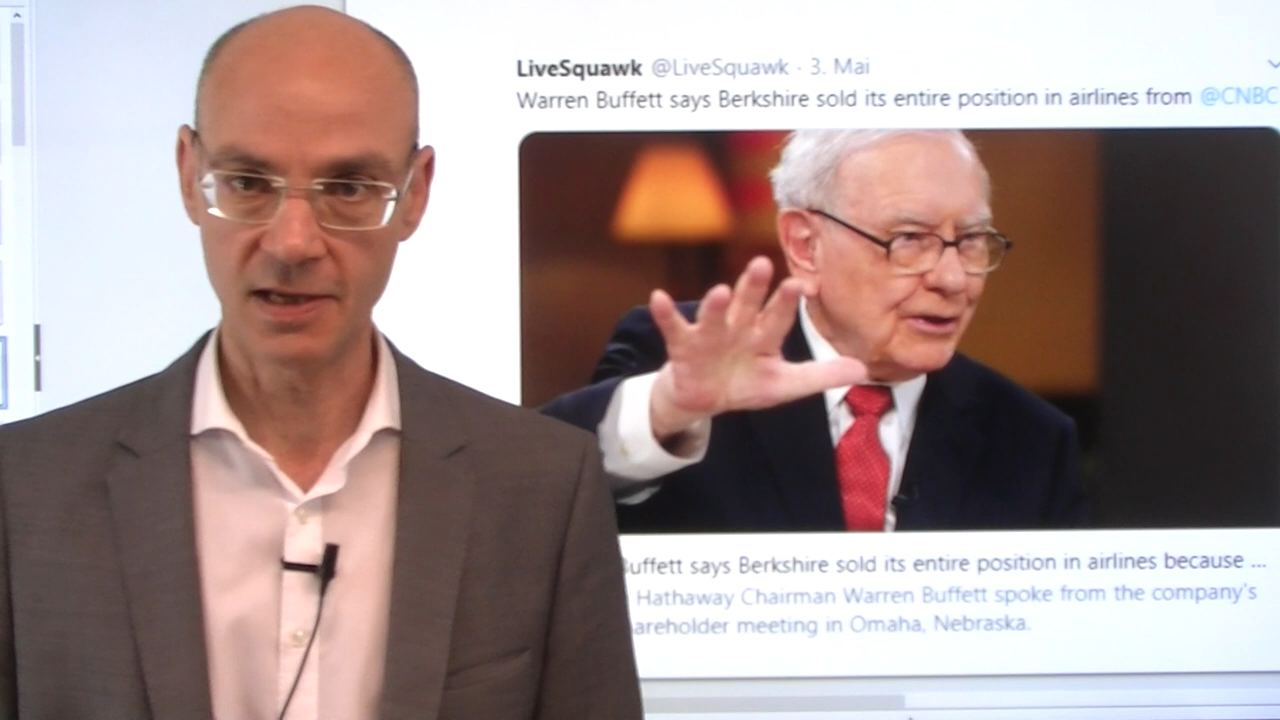 LiveSquawk @LiveSquawk · 3. Mai
Warren Buffett says Berkshire sold its entire position in airlines from @CNBC
Buffett says Berkshire sold its entire position in airlines because ...
Hathaway Chairman Warren Buffett spoke from the company's
areholder meeting in Omaha, Nebraska.